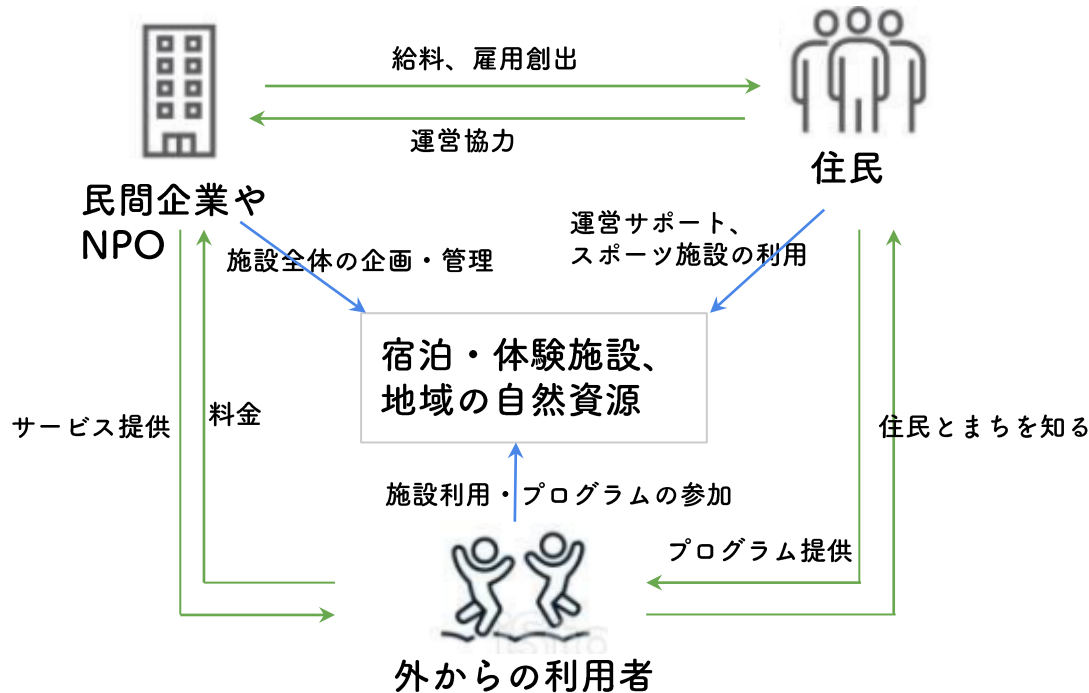 給料、雇用創出
運営協力
住民
民間企業や
NPO
運営サポート、
スポーツ施設の利用
施設全体の企画・管理
宿泊・体験施設、
地域の自然資源
サービス提供
料金
住民とまちを知る
施設利用・プログラムの参加
プログラム提供
外からの利用者